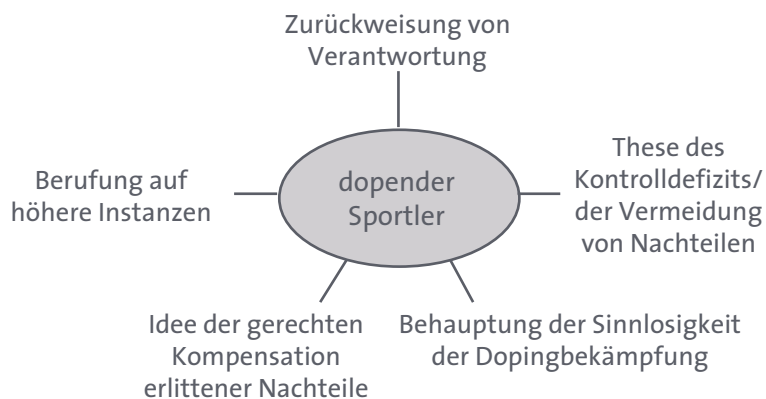 Zurückweisung von
Verantwortung
Berufung auf
höhere Instanzen
dopender
Sportler
These des
Kontrolldefizits/
der Vermeidung
von Nachteilen
Idee der gerechten
Kompensation
erlittener Nachteile
Behauptung der Sinnlosigkeit
der Dopingbekämpfung